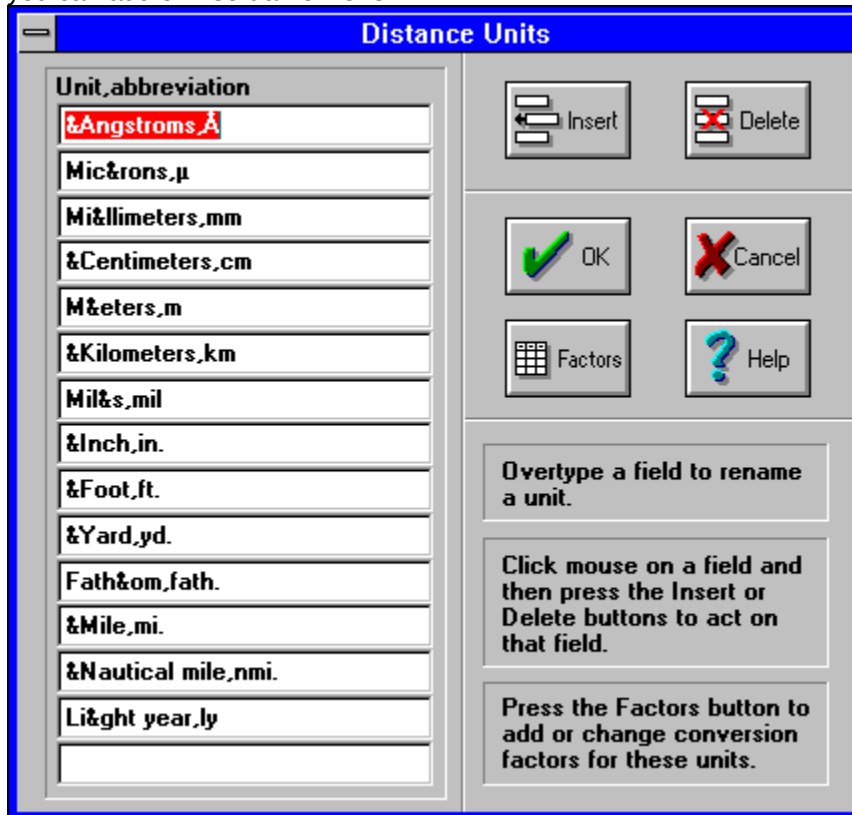 Distance Units
Unit,abbreviation
&Angstroms,Å
Mic&rons,µ
Mi&llimeters,mm
&Centimeters,cm
M&eters,m
&Kilometers,km
Mil&s,mil
&Inch,in.
&Foot,ft.
&Yard,yd.
Fath&om,fath.
&Mile,mi.
&Nautical mile,nmi.
Li&ght year,ly
Insert
Delete
OK
Cancel
Factors
Help
Overtype a field to rename
a unit.
Click mouse on a field and
then press the Insert or
Delete buttons to act on
that field.
Press the Factors button to
add or change conversion
factors for these units.